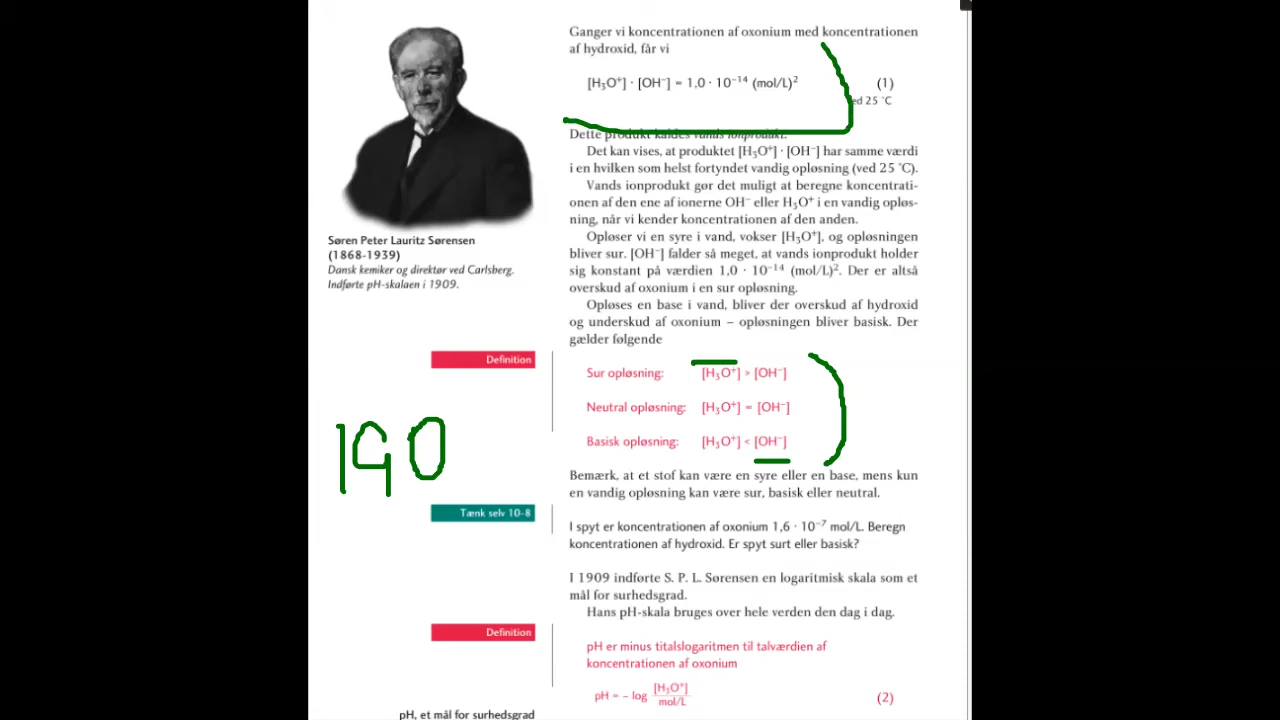 Ganger vi koncentrationen af oxonium med koncentrationen
af hydroxid, får vi
[H₃O⁺] · [OH⁻] = 1,0 · 10⁻¹⁴ (mol/L)² (1)
ed 25 °C
Dette produkt kaldes vands ionprodukt.
Det kan vises, at produktet [H₃O⁺] · [OH⁻] har samme værdi
i en hvilken som helst fortyndet vandig opløsning (ved 25 °C).
Vands ionprodukt gør det muligt at beregne koncentrati-
onen af den ene af ionerne OH⁻ eller H₃O⁺ i en vandig opløs-
ning, når vi kender koncentrationen af den anden.
Opløser vi en syre i vand, vokser [H₃O⁺], og opløsningen
bliver sur. [OH⁻] falder så meget, at vands ionprodukt holder
sig konstant på værdien 1,0 · 10⁻¹⁴ (mol/L)². Der er altså
overskud af oxonium i en sur opløsning.
Opløses en base i vand, bliver der overskud af hydroxid
og underskud af oxonium – opløsningen bliver basisk. Der
gælder følgende
Søren Peter Lauritz Sørensen
(1868-1939)
Dansk kemiker og direktør ved Carlsberg.
Indførte pH-skalaen i 1909.
Definition
Sur opløsning: [H₃O⁺] > [OH⁻]
Neutral opløsning: [H₃O⁺] = [OH⁻]
Basisk opløsning: [H₃O⁺] < [OH⁻]
190
Bemærk, at et stof kan være en syre eller en base, mens kun
en vandig opløsning kan være sur, basisk eller neutral.
Tænk selv 10-8
I spyt er koncentrationen af oxonium 1,6 · 10⁻⁷ mol/L. Beregn
koncentrationen af hydroxid. Er spyt surt eller basisk?
I 1909 indførte S. P. L. Sørensen en logaritmisk skala som et
mål for surhedsgrad.
Hans pH-skala bruges over hele verden den dag i dag.
Definition
pH er minus titalslogaritmen til talværdien af
koncentrationen af oxonium
pH = – log [H₃O⁺] / mol/L (2)
pH, et mål for surhedsgrad